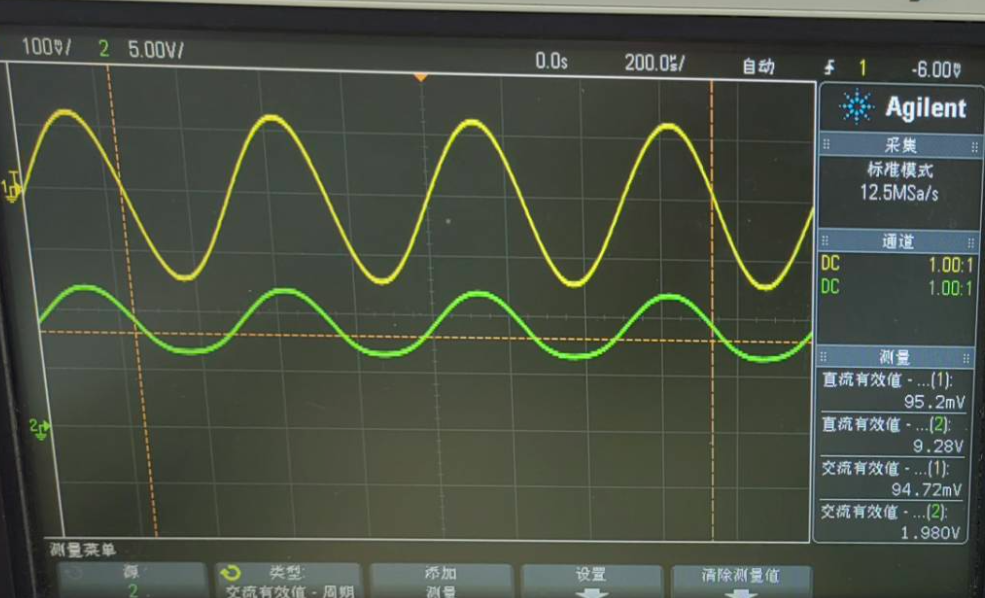 100㎷/ 2 5.00V/ 0.0s 200.0㎲/ 自动 1 -6.00㎷
Agilent
采集
标准模式
12.5MSa/s
通道
DC 1.00:1
DC 1.00:1
测量
直流有效值 - ...(1):
95.2mV
直流有效值 - ...(2):
9.28V
交流有效值 - ...(1):
94.72mV
交流有效值 - ...(2):
1.980V
T
1
2
测量菜单
源:
2
类型:
交流有效值 - 周期
添加
测量
设置
清除测量值